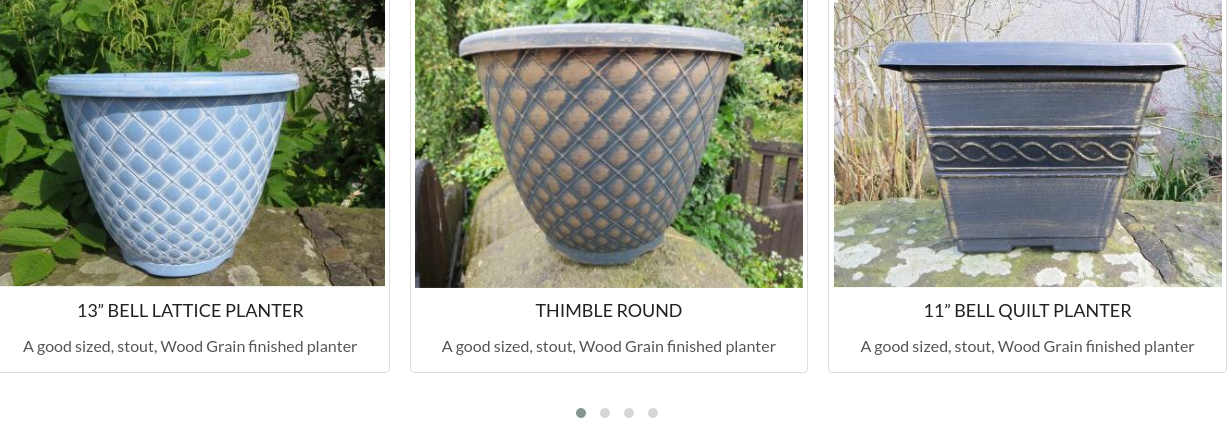 13” BELL LATTICE PLANTER
A good sized, stout, Wood Grain finished planter
THIMBLE ROUND
A good sized, stout, Wood Grain finished planter
11” BELL QUILT PLANTER
A good sized, stout, Wood Grain finished planter